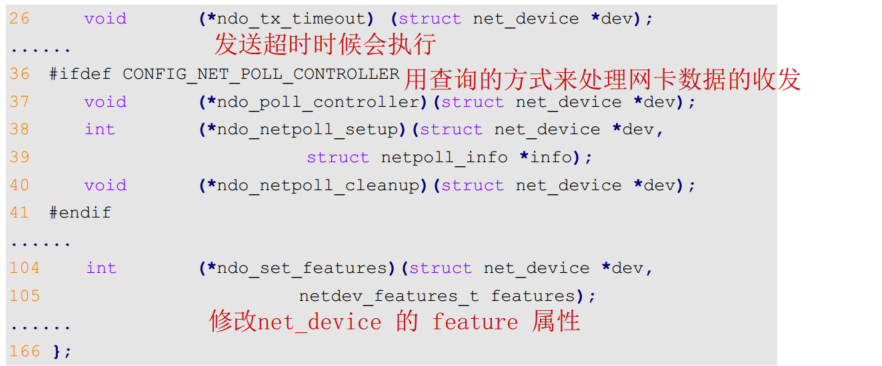 26 void (*ndo_tx_timeout) (struct net_device *dev);
...... 发送超时时候会执行
36 #ifdef CONFIG_NET_POLL_CONTROLLER 用查询的方式来处理网卡数据的收发
37 void (*ndo_poll_controller)(struct net_device *dev);
38 int (*ndo_netpoll_setup)(struct net_device *dev,
39 struct netpoll_info *info);
40 void (*ndo_netpoll_cleanup)(struct net_device *dev);
41 #endif
......
104 int (*ndo_set_features)(struct net_device *dev,
105 netdev_features_t features);
...... 修改net_device 的 feature 属性
166 };